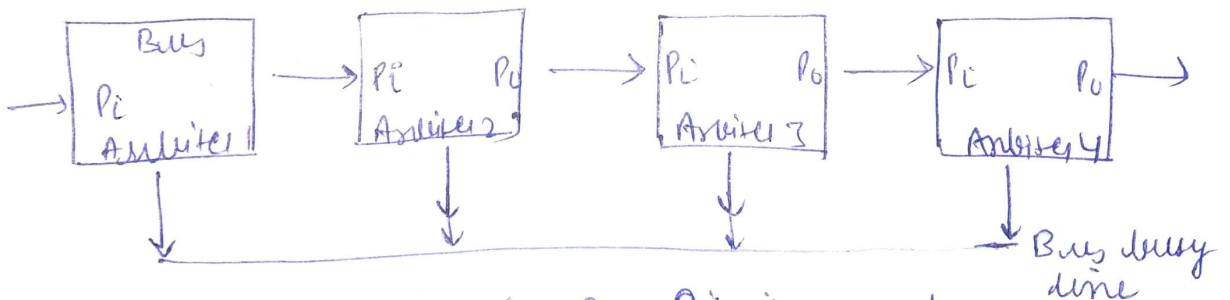 Bus
Pi
Arbiter 1
Pi Po
Arbiter 2
Pi Po
Arbiter 3
Pi Po
Arbiter 4
Bus busy
line